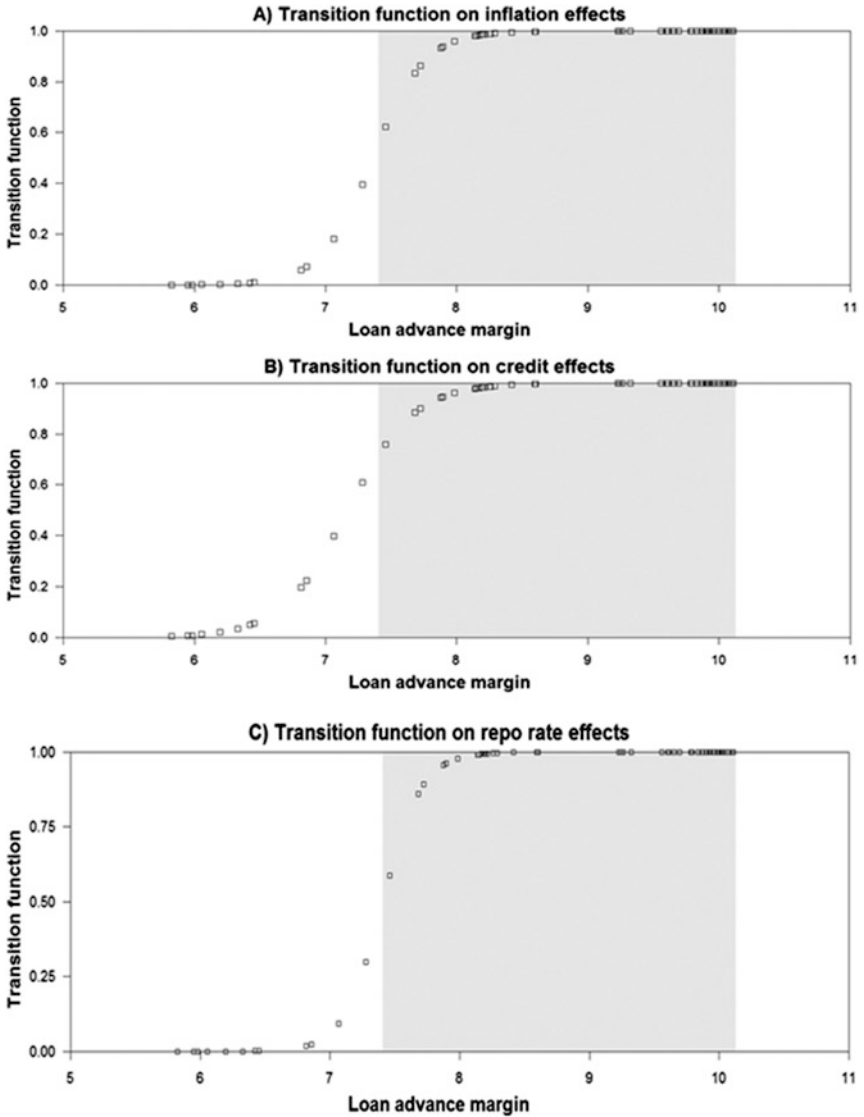 A) Transition function on inflation effects
1.0
0.8
0.6
0.4
0.2
0.0
Transition function
5 6 7 8 9 10 11
Loan advance margin
B) Transition function on credit effects
1.0
0.8
0.6
0.4
0.2
0.0
Transition function
5 6 7 8 9 10 11
Loan advance margin
C) Transition function on repo rate effects
1.00
0.75
0.50
0.25
0.00
Transition function
5 6 7 8 9 10 11
Loan advance margin